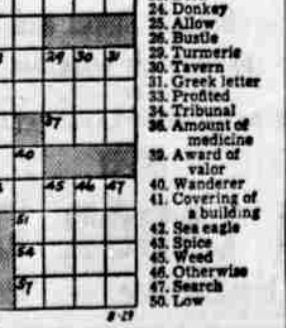 24. Donkey
25. Allow
26. Bustle
29. Turmeric
30. Tavern
31. Greek letter
33. Profited
34. Tribunal
36. Amount of
medicine
39. Award of
valor
40. Wanderer
41. Covering of
a building
42. Sea eagle
43. Spice
45. Weed
46. Otherwise
47. Search
50. Low
29 30 31
37
40
45 46 47
51
54
57
8-29